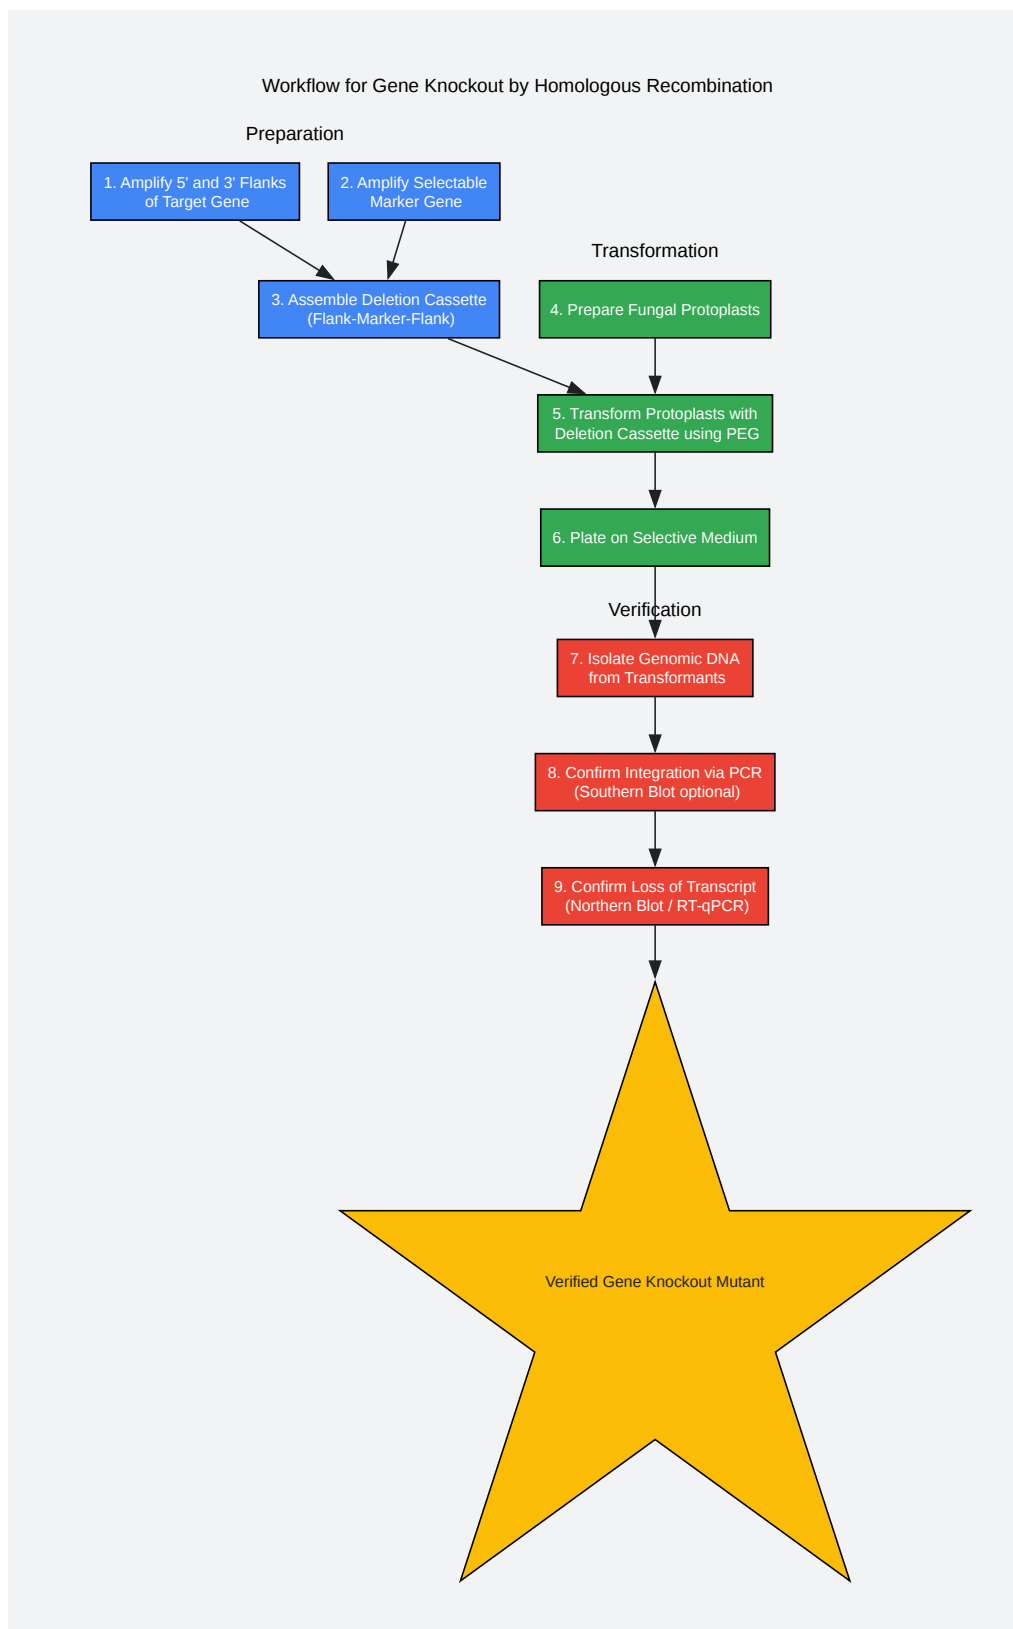 Workflow for Gene Knockout by Homologous Recombination
Preparation
1. Amplify 5' and 3' Flanks
of Target Gene
2. Amplify Selectable
Marker Gene
3. Assemble Deletion Cassette
(Flank-Marker-Flank)
Transformation
4. Prepare Fungal Protoplasts
5. Transform Protoplasts with
Deletion Cassette using PEG
6. Plate on Selective Medium
Verification
7. Isolate Genomic DNA
from Transformants
8. Confirm Integration via PCR
(Southern Blot optional)
9. Confirm Loss of Transcript
(Northern Blot / RT-qPCR)
Verified Gene Knockout Mutant